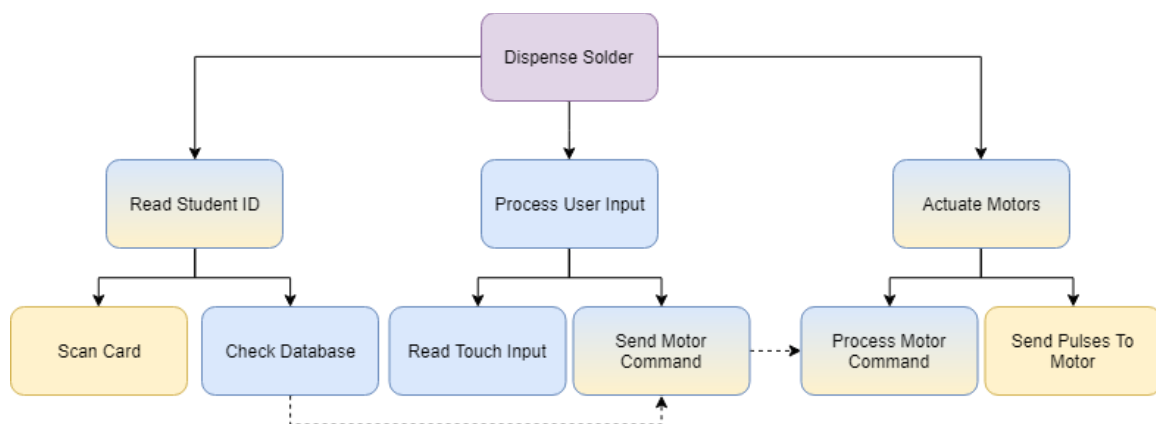 Dispense Solder
Read Student ID
Process User Input
Actuate Motors
Scan Card
Check Database
Read Touch Input
Send Motor
Command
Process Motor
Command
Send Pulses To
Motor